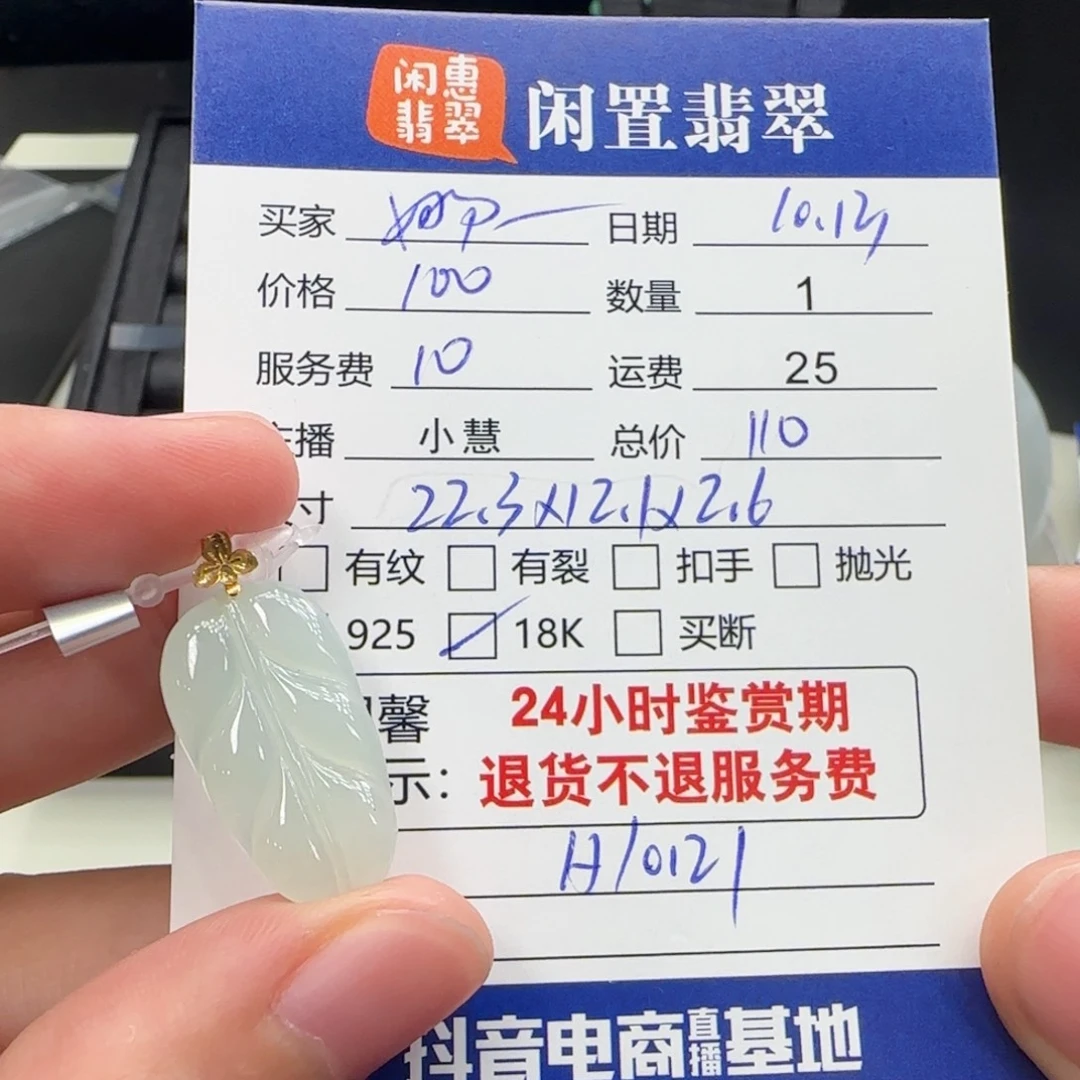 闲惠翡翠 闲置翡翠
买家 日期 10.12
价格 100 数量 1
服务费 10 运费 25
播 小慧 总价 110
寸 22.3x12.1x2.6
有纹 有裂 扣手 抛光
925 18K 买断
馨 24小时鉴赏期
示: 退货不退服务费
H10121
抖音电商直播基地